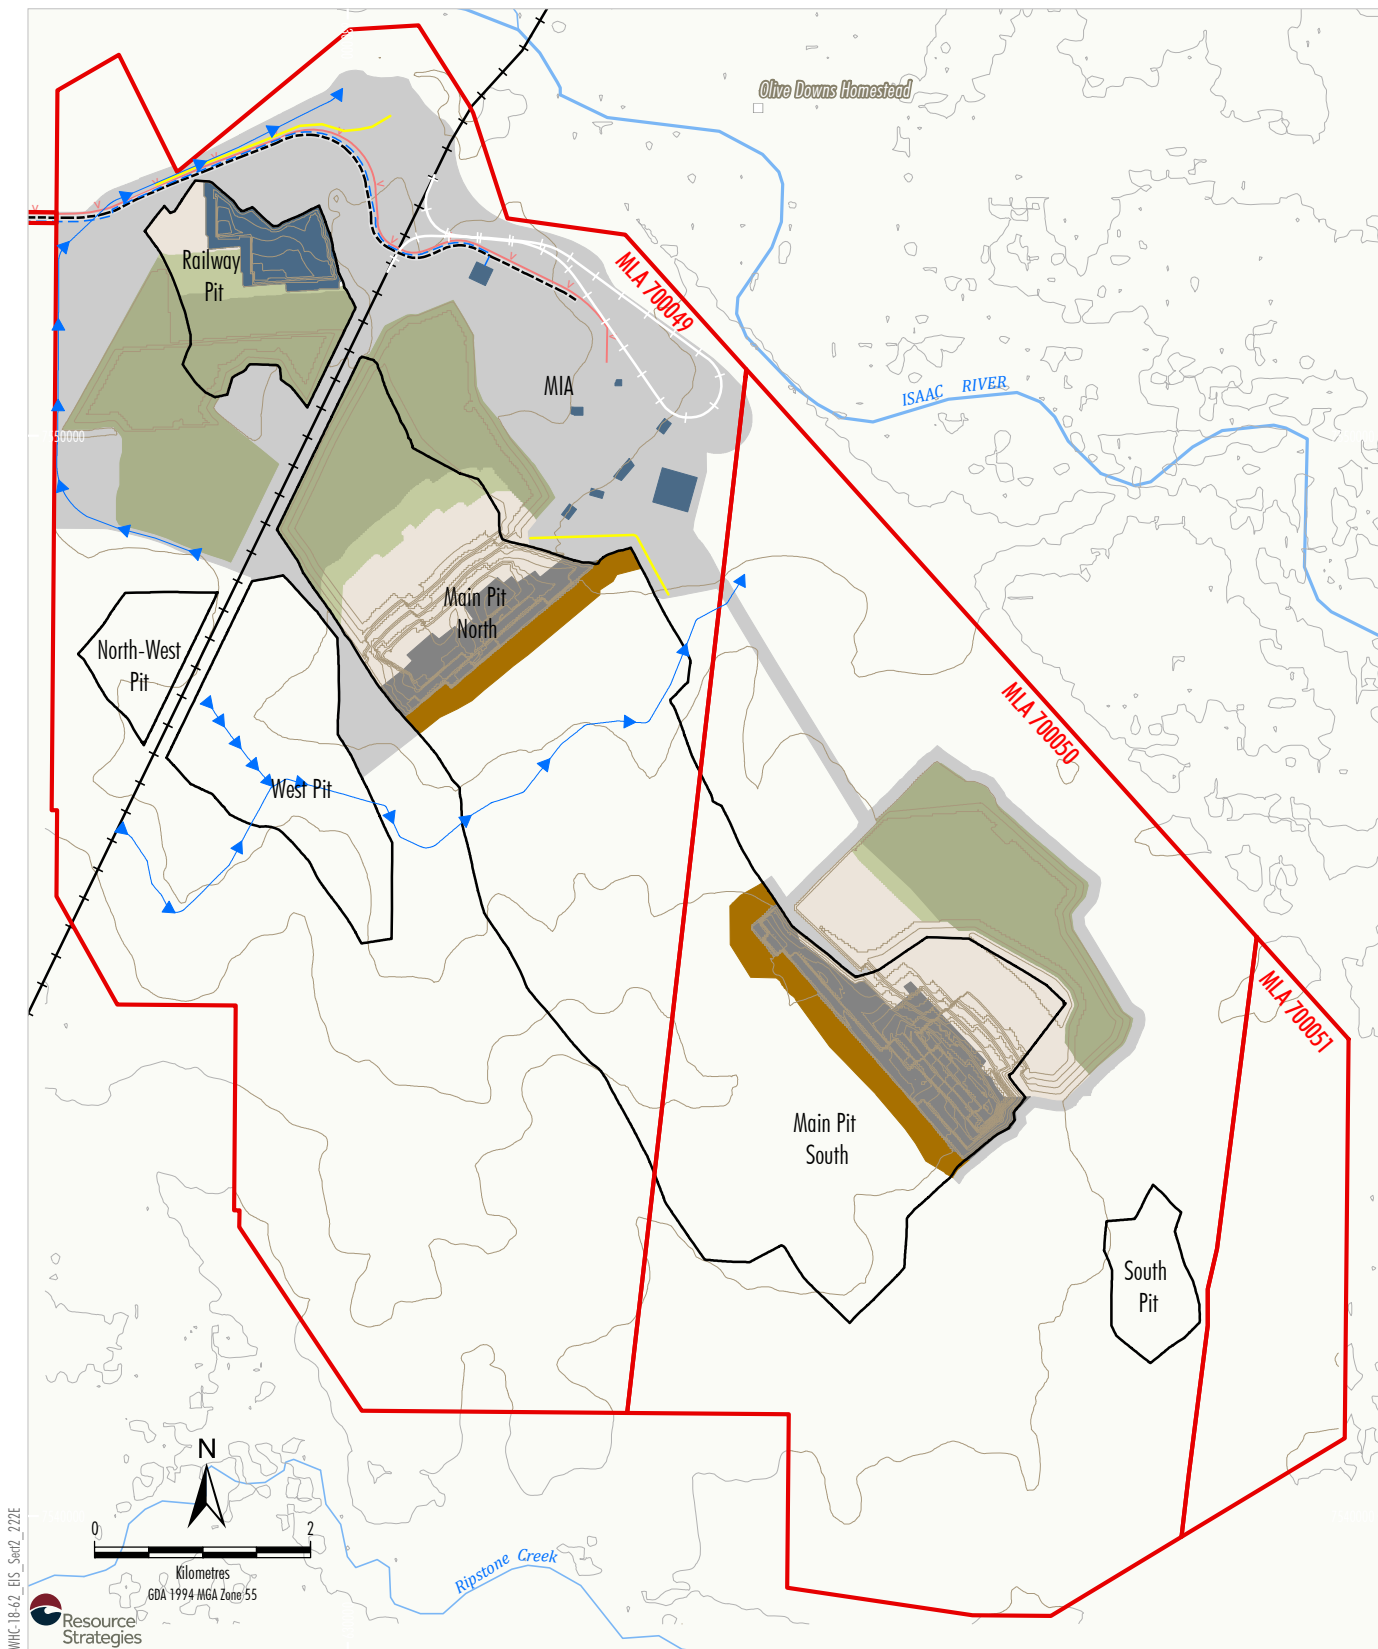 Olive Downs Homestead
MLA 700049
Railway
Pit
MIA
ISAAC RIVER
50000
Main Pit
North
North-West
Pit
MLA 700050
West Pit
MLA 700051
Main Pit
South
South
Pit
N
0 2
Kilometres
GDA 1994 MGA Zone 55
Ripstone Creek
WHC-18-62_EIS_Sect2_222E
Resource
Strategies